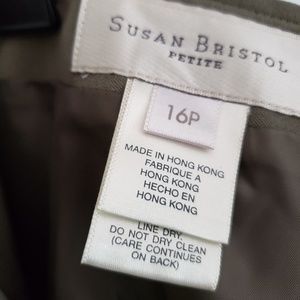 SUSAN BRISTOL
PETITE
16P
MADE IN HONG KONG
FABRIQUE A
HONG KONG
HECHO EN
HONG KONG
LINE DRY.
DO NOT DRY CLEAN
(CARE CONTINUES
ON BACK)